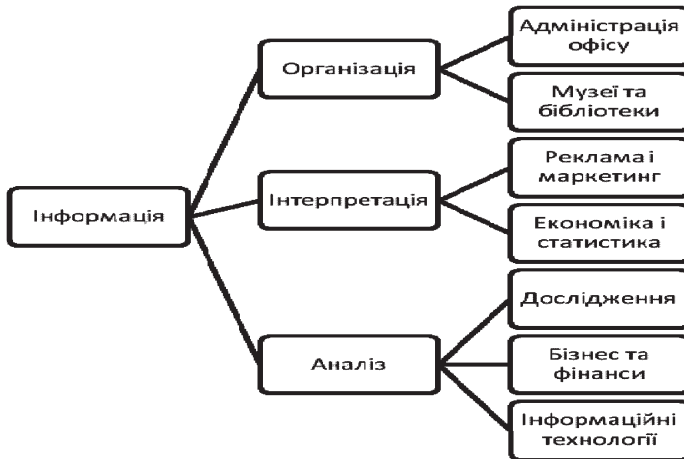 Інформація
Організація
Адміністрація
офісу
Музеї та
бібліотеки
Інтерпретація
Реклама і
маркетинг
Економіка і
статистика
Аналіз
Дослідження
Бізнес та
фінанси
Інформаційні
технології